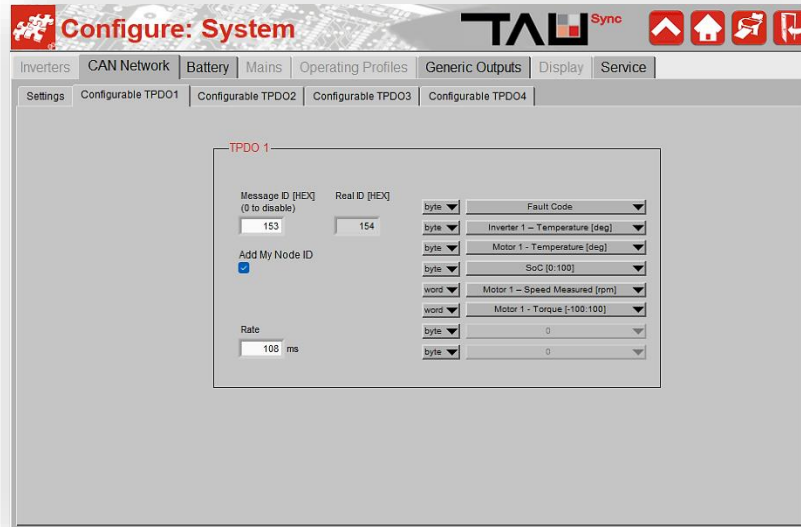 Configure: System
TAU Sync
Inverters CAN Network Battery Mains Operating Profiles Generic Outputs Display Service
Settings Configurable TPDO1 Configurable TPDO2 Configurable TPDO3 Configurable TPDO4
TPDO 1
Message ID [HEX] Real ID [HEX]
(0 to disable)
153 154
Add My Node ID
Rate
108 ms
byte Fault Code
byte Inverter 1 – Temperature [deg]
byte Motor 1 - Temperature [deg]
byte SoC [0:100]
word Motor 1 – Speed Measured [rpm]
word Motor 1 - Torque [-100:100]
byte 0
byte 0